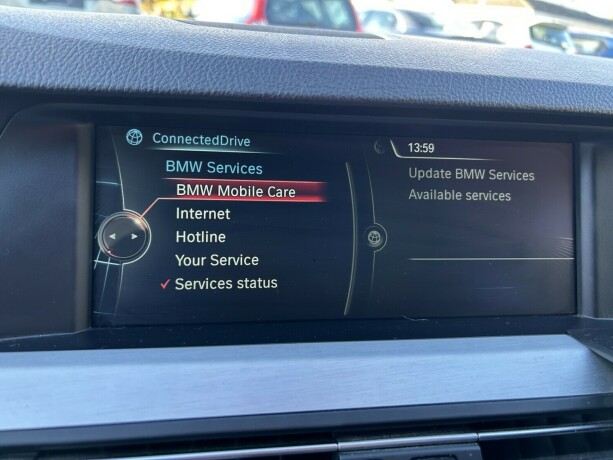 ConnectedDrive
BMW Services
BMW Mobile Care
Internet
Hotline
Your Service
Services status
13:59
Update BMW Services
Available services